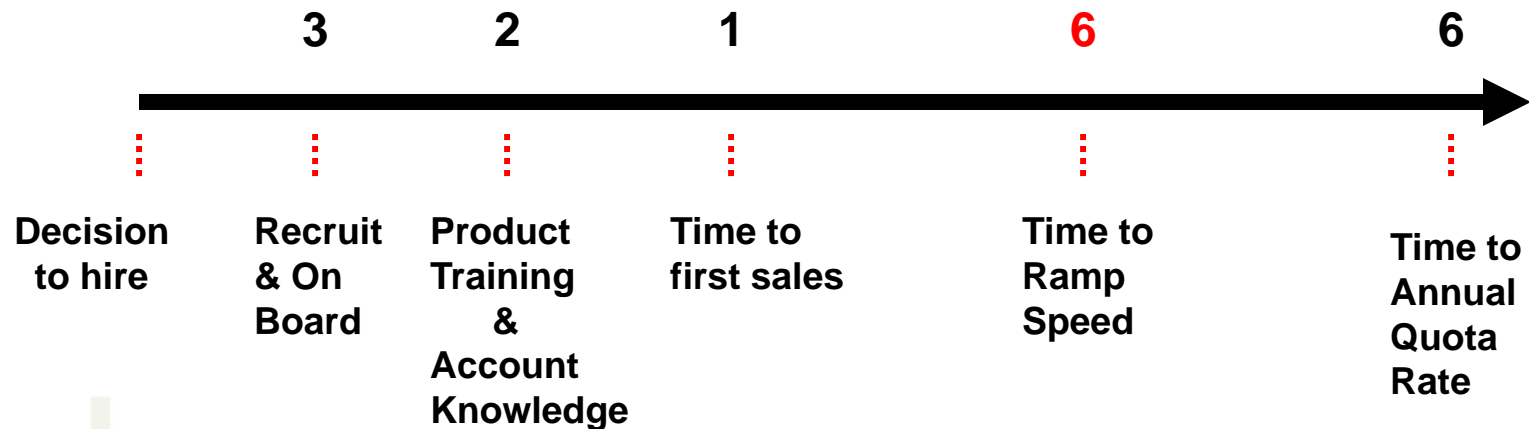 3 2 1 6 6
Decision
to hire
Recruit
& On
Board
Product
Training
&
Account
Knowledge
Time to
first sales
Time to
Ramp
Speed
Time to
Annual
Quota
Rate